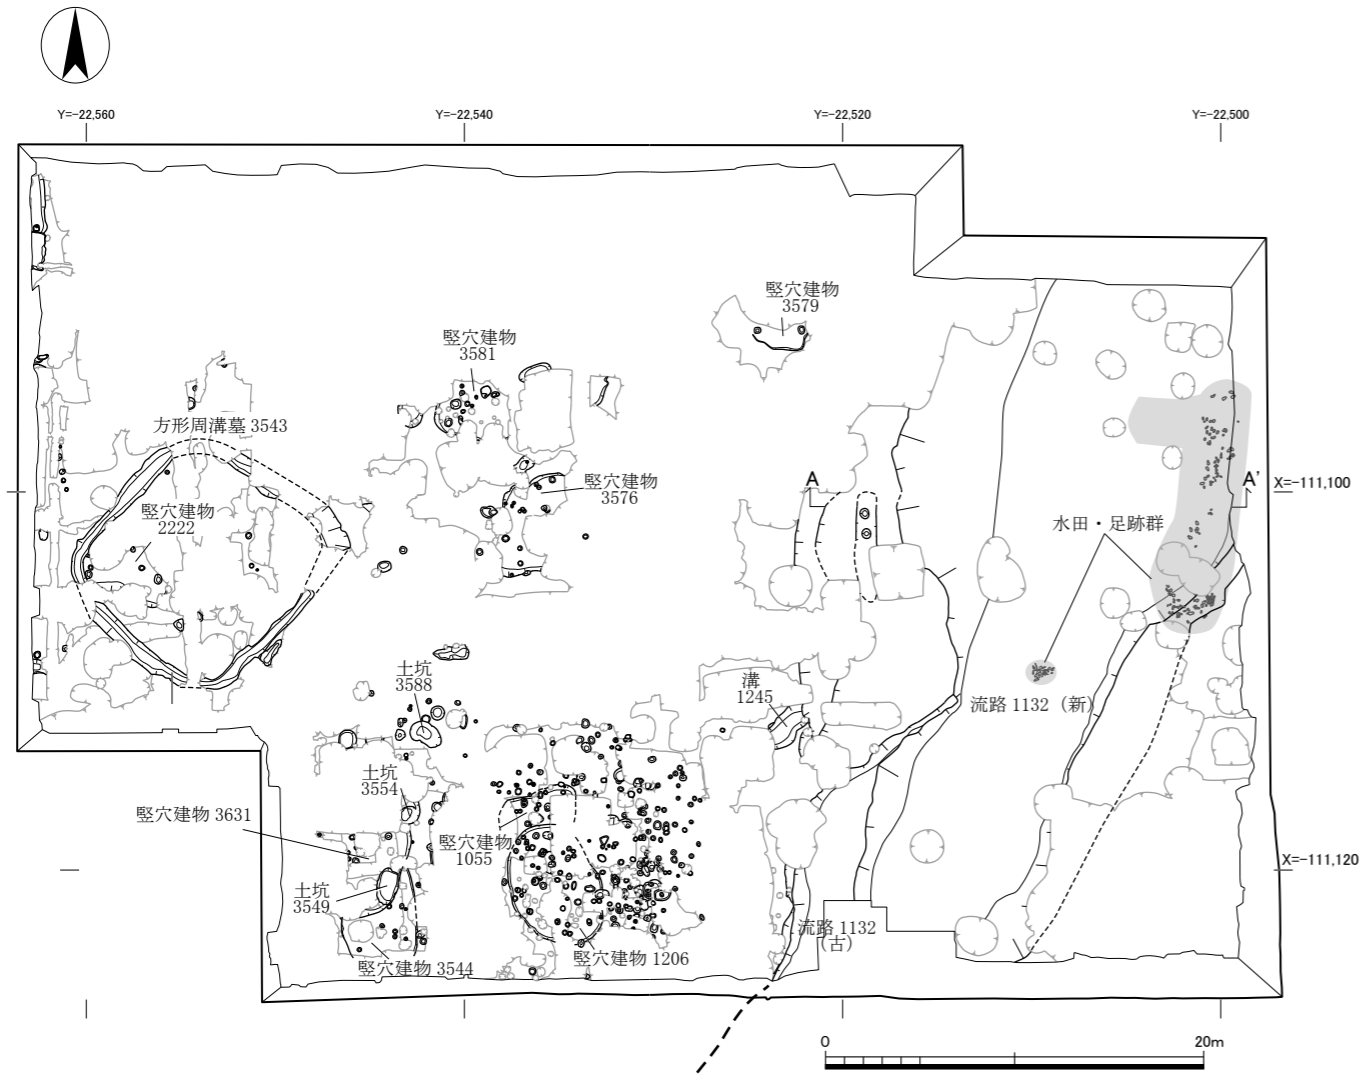 Y=-22,560
Y=-22,540
Y=-22,520
Y=-22,500
竪穴建物
3579
竪穴建物
3581
方形周溝墓 3543
竪穴建物
3576
A
A'
X=-111,100
竪穴建物
2222
水田・足跡群
土坑
3588
溝
1245
流路 1132（新）
土坑
3554
竪穴建物 3631
竪穴建物
1055
X=-111,120
土坑
3549
流路 1132
（古）
竪穴建物 3544
竪穴建物 1206
0
20m